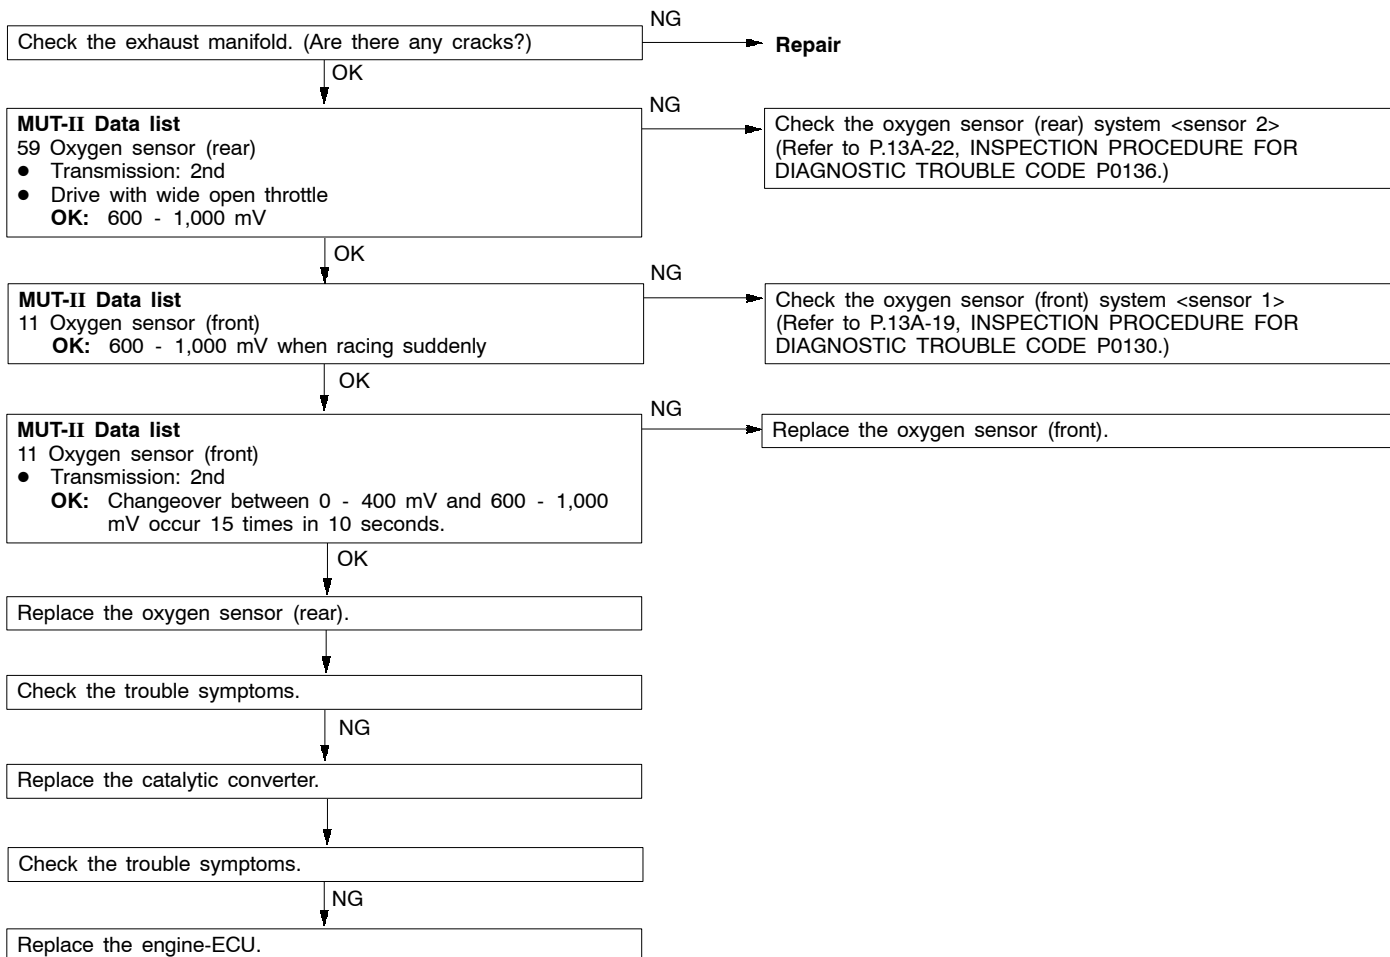 NG
Check the exhaust manifold. (Are there any cracks?)
Repair
OK
MUT-II Data list
59 Oxygen sensor (rear)
● Transmission: 2nd
● Drive with wide open throttle
OK: 600 - 1,000 mV
NG
Check the oxygen sensor (rear) system <sensor 2>
(Refer to P.13A-22, INSPECTION PROCEDURE FOR
DIAGNOSTIC TROUBLE CODE P0136.)
OK
MUT-II Data list
11 Oxygen sensor (front)
OK: 600 - 1,000 mV when racing suddenly
NG
Check the oxygen sensor (front) system <sensor 1>
(Refer to P.13A-19, INSPECTION PROCEDURE FOR
DIAGNOSTIC TROUBLE CODE P0130.)
OK
MUT-II Data list
11 Oxygen sensor (front)
● Transmission: 2nd
OK: Changeover between 0 - 400 mV and 600 - 1,000
mV occur 15 times in 10 seconds.
NG
Replace the oxygen sensor (front).
OK
Replace the oxygen sensor (rear).
Check the trouble symptoms.
NG
Replace the catalytic converter.
Check the trouble symptoms.
NG
Replace the engine-ECU.